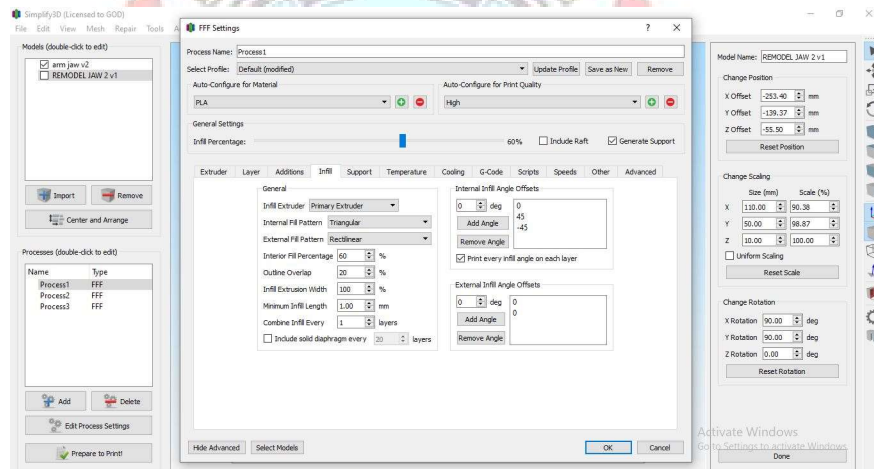 Simplify3D (Licensed to GOD)
File Edit View Mesh Repair Tools
Models (double-click to edit)
arm jaw v2
REMODEL JAW 2 v1
Import Remove
Center and Arrange
Processes (double-click to edit)
Name Type
Process1 FFF
Process2 FFF
Process3 FFF
Add Delete
Edit Process Settings
Prepare to Print!
FFF Settings
Process Name: Process1
Select Profile: Default (modified) Update Profile Save as New Remove
Auto-Configure for Material
PLA
Auto-Configure for Print Quality
High
General Settings
Infill Percentage: 60% Include Raft Generate Support
Extruder Layer Additions Infill Support Temperature Cooling G-Code Scripts Speeds Other Advanced
General
Infill Extruder Primary Extruder
Internal Fill Pattern Triangular
External Fill Pattern Rectilinear
Interior Fill Percentage 60 %
Outline Overlap 20 %
Infill Extrusion Width 100 %
Minimum Infill Length 1.00 mm
Combine Infill Every 1 layers
Include solid diaphragm every 20 layers
Internal Infill Angle Offsets
0 deg 0
45
Add Angle -45
Remove Angle
Print every infill angle on each layer
External Infill Angle Offsets
0 deg 0
0
Add Angle
Remove Angle
Hide Advanced Select Models OK Cancel
Model Name: REMODEL JAW 2 v1
Change Position
X Offset -253.40 mm
Y Offset -139.37 mm
Z Offset -55.50 mm
Reset Position
Change Scaling
Size (mm) Scale (%)
X 110.00 90.38
Y 50.00 98.87
Z 10.00 100.00
Uniform Scaling
Reset Scale
Change Rotation
X Rotation 90.00 deg
Y Rotation 90.00 deg
Z Rotation 0.00 deg
Reset Rotation
Activate Windows
Go to Settings to activate Windows.
Done